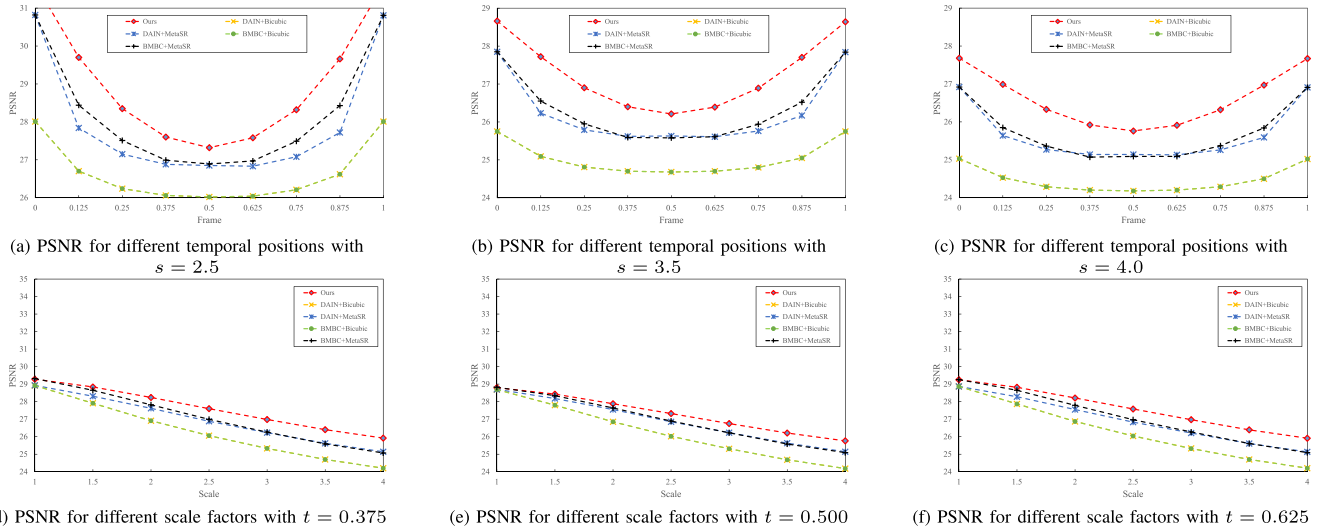 31
30
29
28
27
26
PSNR
Ours
DAIN+Bicubic
DAIN+MetaSR
BMBC+Bicubic
BMBC+MetaSR
0 0.125 0.25 0.375 0.5 0.625 0.75 0.875 1
Frame
(a) PSNR for different temporal positions with
s = 2.5
29
28
27
26
25
24
PSNR
Ours
DAIN+Bicubic
DAIN+MetaSR
BMBC+Bicubic
BMBC+MetaSR
0 0.125 0.25 0.375 0.5 0.625 0.75 0.875 1
Frame
(b) PSNR for different temporal positions with
s = 3.5
29
28
27
26
25
24
PSNR
Ours
DAIN+Bicubic
DAIN+MetaSR
BMBC+Bicubic
BMBC+MetaSR
0 0.125 0.25 0.375 0.5 0.625 0.75 0.875 1
Frame
(c) PSNR for different temporal positions with
s = 4.0
35
34
33
32
31
30
29
28
27
26
25
24
PSNR
Ours
DAIN+Bicubic
DAIN+MetaSR
BMBC+Bicubic
BMBC+MetaSR
1 1.5 2 2.5 3 3.5 4
Scale
) PSNR for different scale factors with t = 0.375
35
34
33
32
31
30
29
28
27
26
25
24
PSNR
Ours
DAIN+Bicubic
DAIN+MetaSR
BMBC+Bicubic
BMBC+MetaSR
1 1.5 2 2.5 3 3.5 4
Scale
(e) PSNR for different scale factors with t = 0.500
35
34
33
32
31
30
29
28
27
26
25
24
PSNR
Ours
DAIN+Bicubic
DAIN+MetaSR
BMBC+Bicubic
BMBC+MetaSR
1 1.5 2 2.5 3 3.5 4
Scale
(f) PSNR for different scale factors with t = 0.625